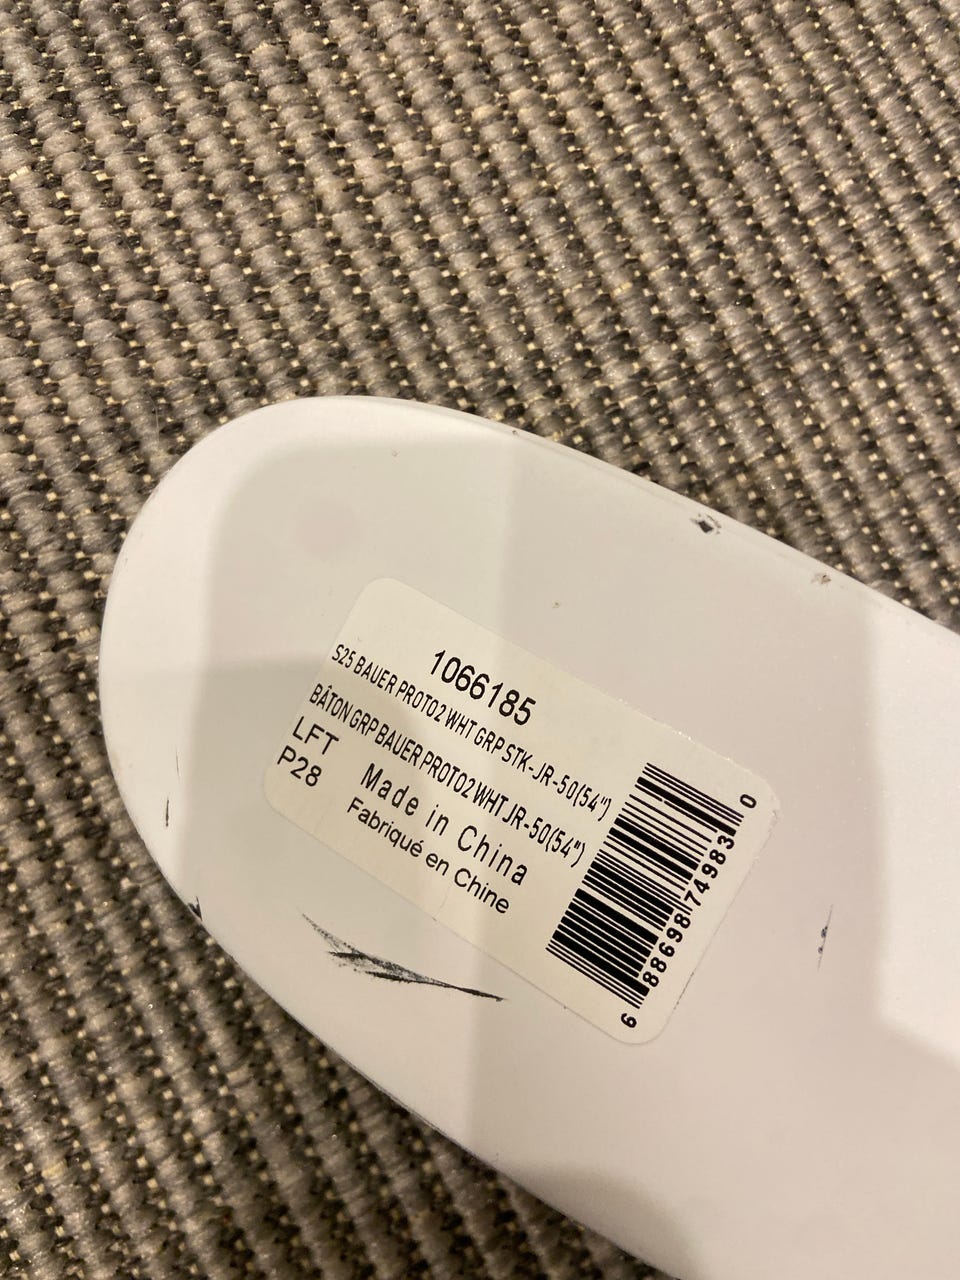 1066185
S25 BAUER PROTO2 WHT GRP STK-JR-50(54")
BÂTON GRP BAUER PROTO2 WHT JR-50(54")
LFT
P28
Made in China
Fabriqué en Chine
6 88698 74983 0